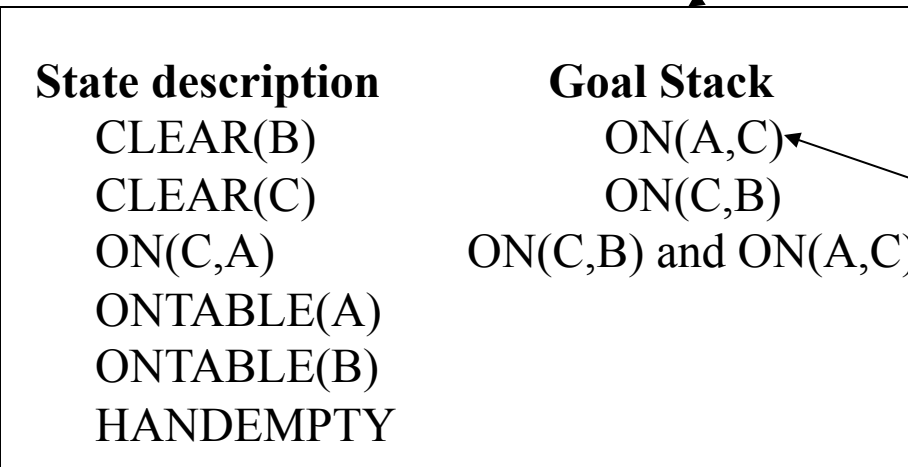 State description Goal Stack
CLEAR(B) ON(A,C)
CLEAR(C) ON(C,B)
ON(C,A) ON(C,B) and ON(A,C)
ONTABLE(A)
ONTABLE(B)
HANDEMPTY